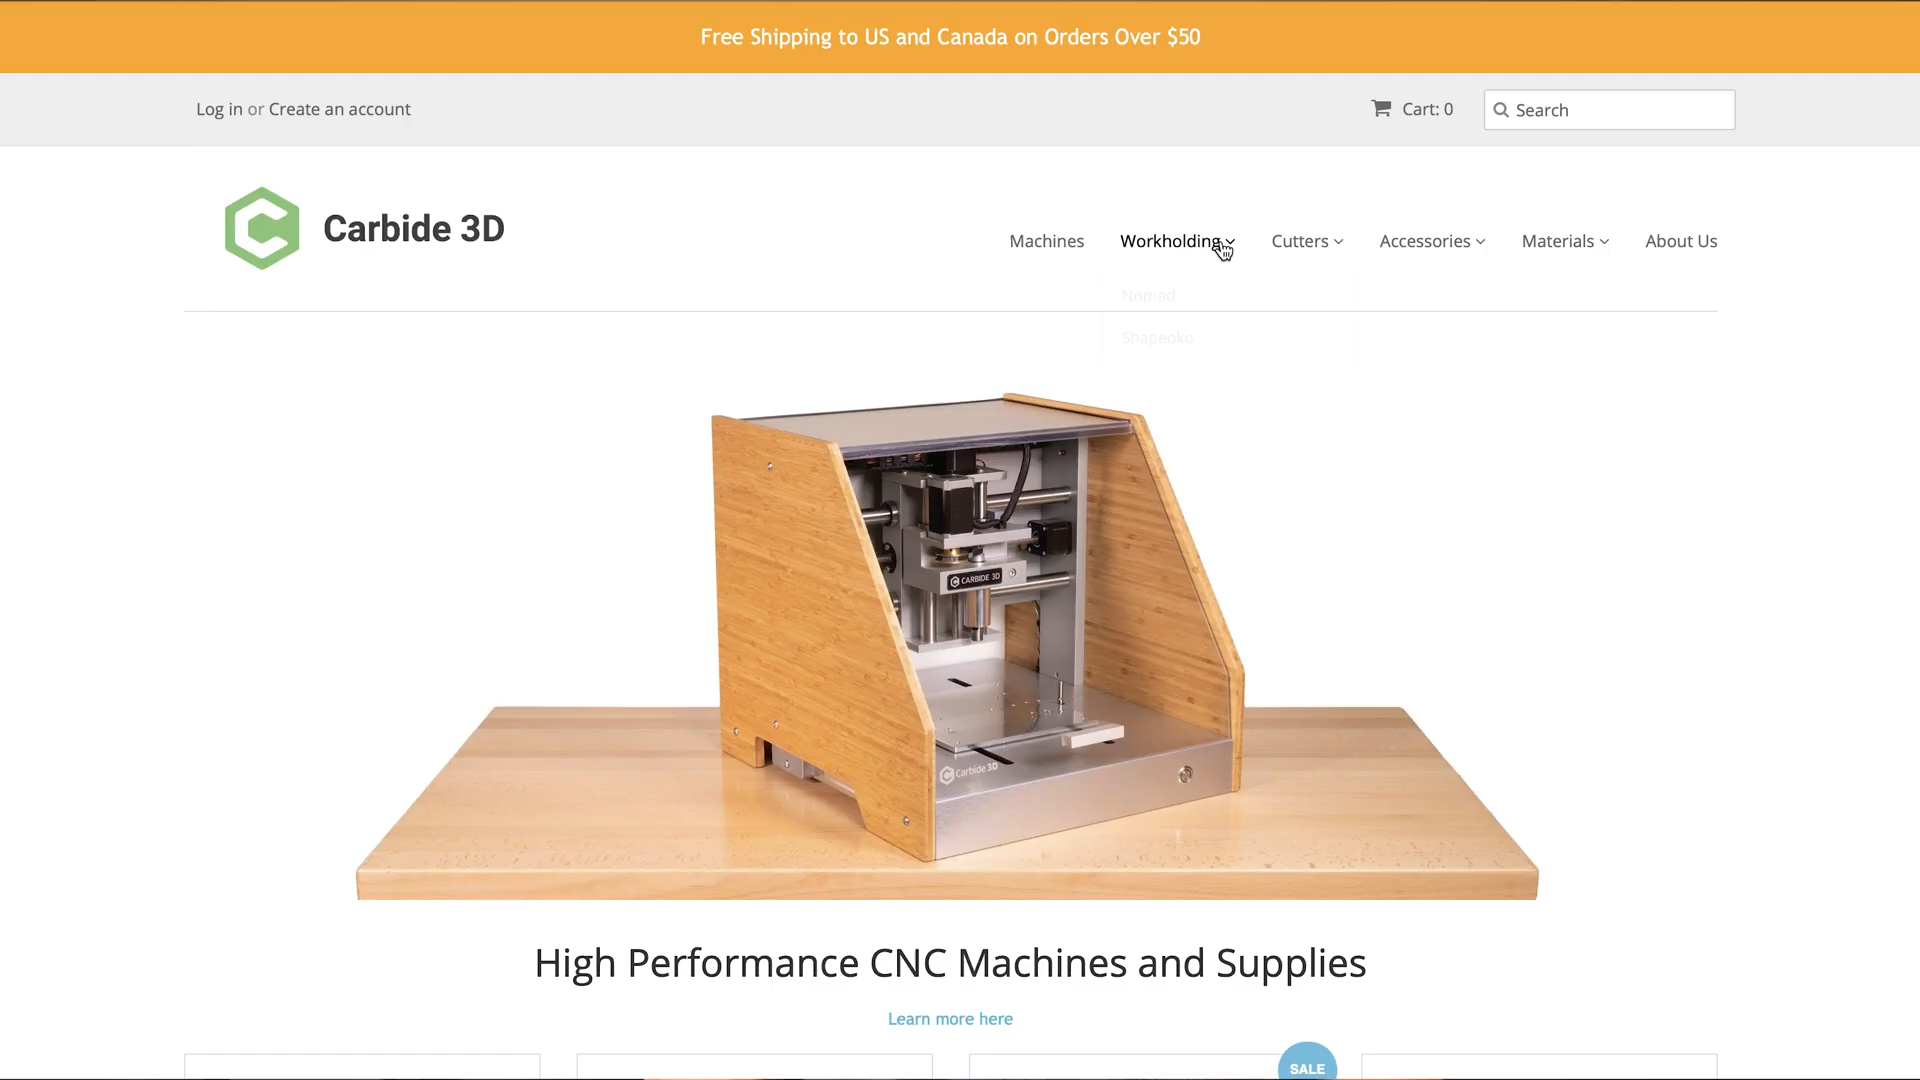 Free Shipping to US and Canada on Orders Over $50
Log in or Create an account
Cart: 0
Search
Carbide 3D
Machines
Workholding
Cutters
Accessories
Materials
About Us
Nomad
Shapeoko
CARBIDE 3D
Carbide 3D
High Performance CNC Machines and Supplies
Learn more here
SALE